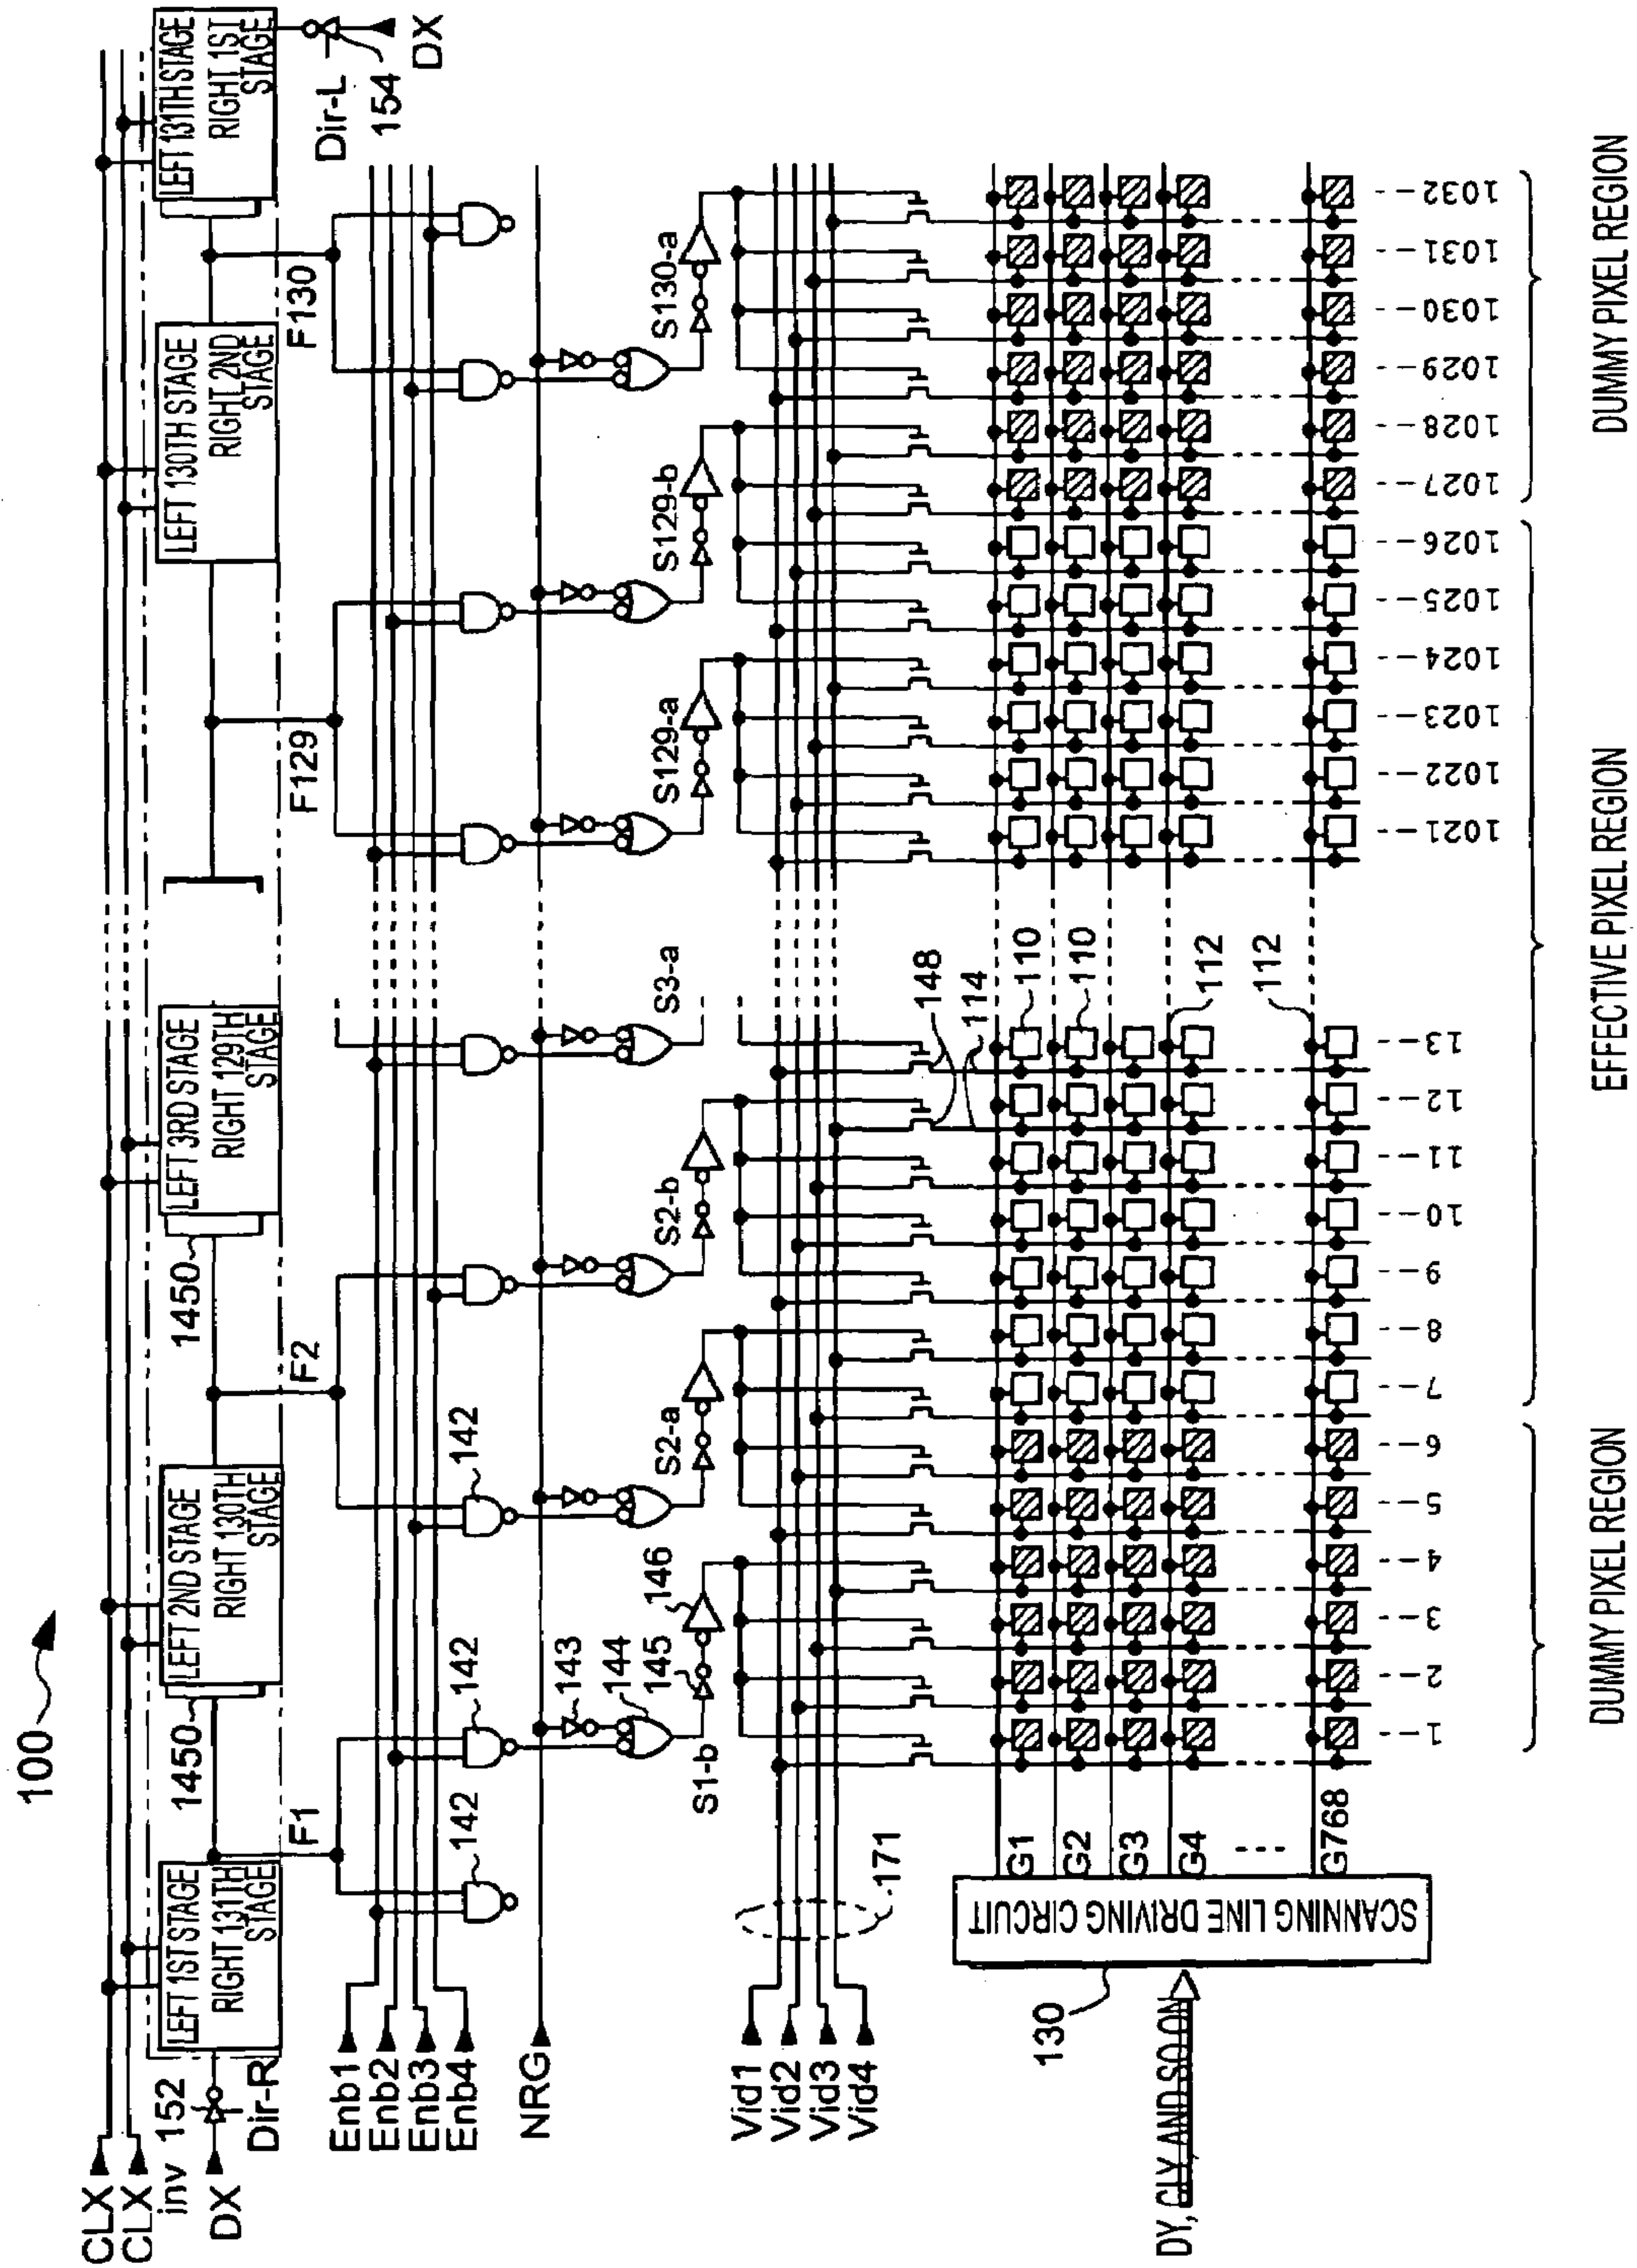 100
CLX
CLX
inv
152
DX
Dir-R
LEFT 1ST STAGE
RIGHT 131TH
STAGE
1450
LEFT 2ND STAGE
RIGHT 130TH
STAGE
1450
LEFT 3RD STAGE
RIGHT 129TH
STAGE
LEFT 130TH STAGE
RIGHT 2ND
STAGE
LEFT 131TH STAGE
RIGHT 1ST
STAGE
Dir-L
154
DX
F1
F2
F129
F130
Enb1
Enb2
Enb3
Enb4
142
142
142
NRG
143
144
145
146
S1-b
S2-a
S2-b
S3-a
S129-a
S129-b
S130-a
Vid1
Vid2
Vid3
Vid4
171
148
114
110
110
112
112
130
SCANNING LINE DRIVING CIRCUIT
DY, CLY AND SO ON
G1
G2
G3
G4
G768
1
2
3
4
5
6
7
8
9
10
11
12
13
1021
1022
1023
1024
1025
1026
1027
1028
1029
1030
1031
1032
DUMMY PIXEL REGION
EFFECTIVE PIXEL REGION
DUMMY PIXEL REGION